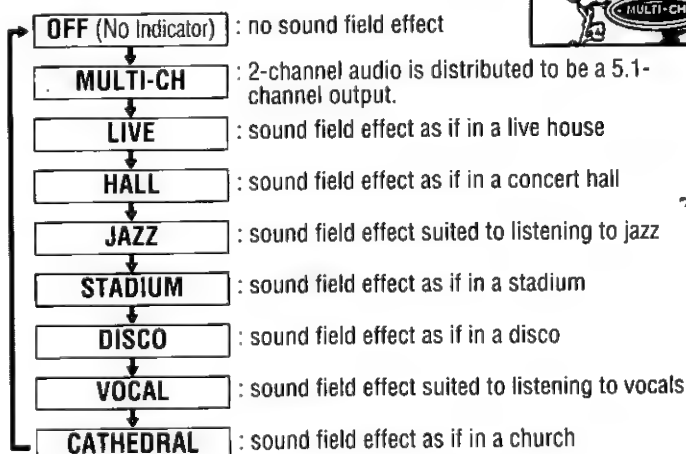 OFF (No Indicator) : no sound field effect
MULTI-CH
MULTI-CH : 2-channel audio is distributed to be a 5.1-
channel output.
LIVE : sound field effect as if in a live house
HALL : sound field effect as if in a concert hall
JAZZ : sound field effect suited to listening to jazz
STADIUM : sound field effect as if in a stadium
DISCO : sound field effect as if in a disco
VOCAL : sound field effect suited to listening to vocals
CATHEDRAL : sound field effect as if in a church